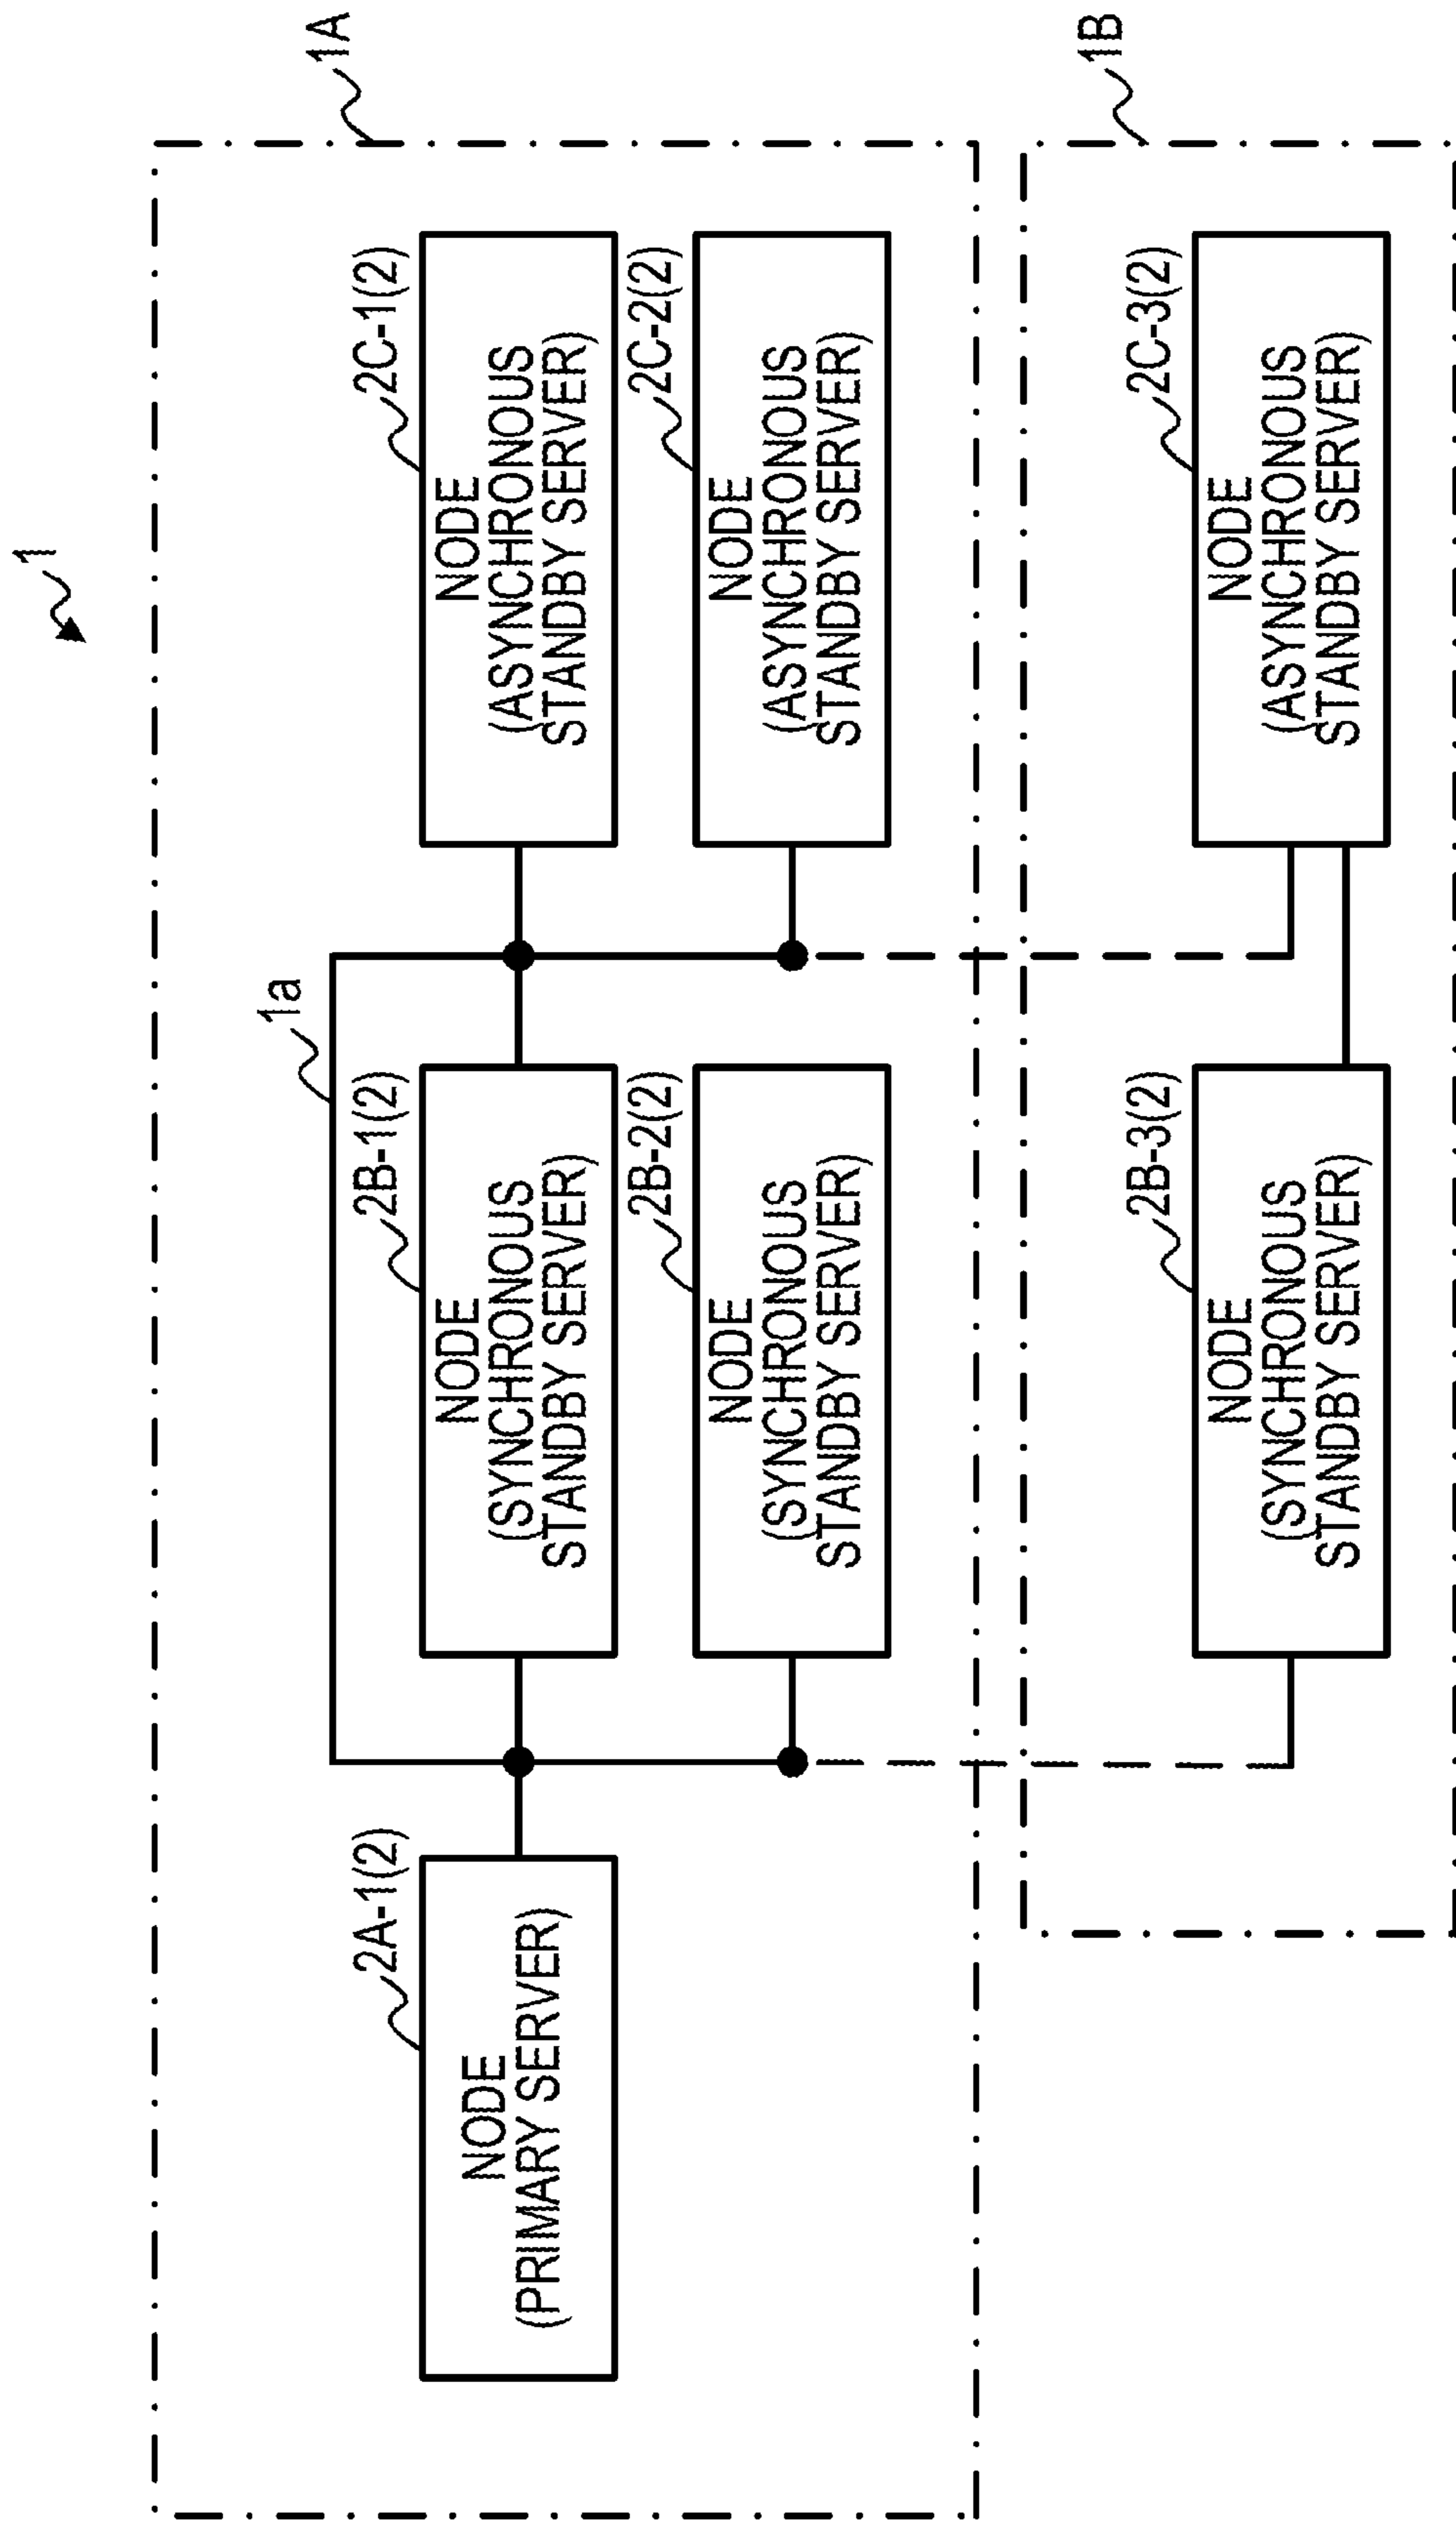 1
1A
1a
2A-1(2)
NODE
(PRIMARY SERVER)
2B-1(2)
NODE
(SYNCHRONOUS
STANDBY SERVER)
2C-1(2)
NODE
(ASYNCHRONOUS
STANDBY SERVER)
2B-2(2)
NODE
(SYNCHRONOUS
STANDBY SERVER)
2C-2(2)
NODE
(ASYNCHRONOUS
STANDBY SERVER)
1B
2B-3(2)
NODE
(SYNCHRONOUS
STANDBY SERVER)
2C-3(2)
NODE
(ASYNCHRONOUS
STANDBY SERVER)